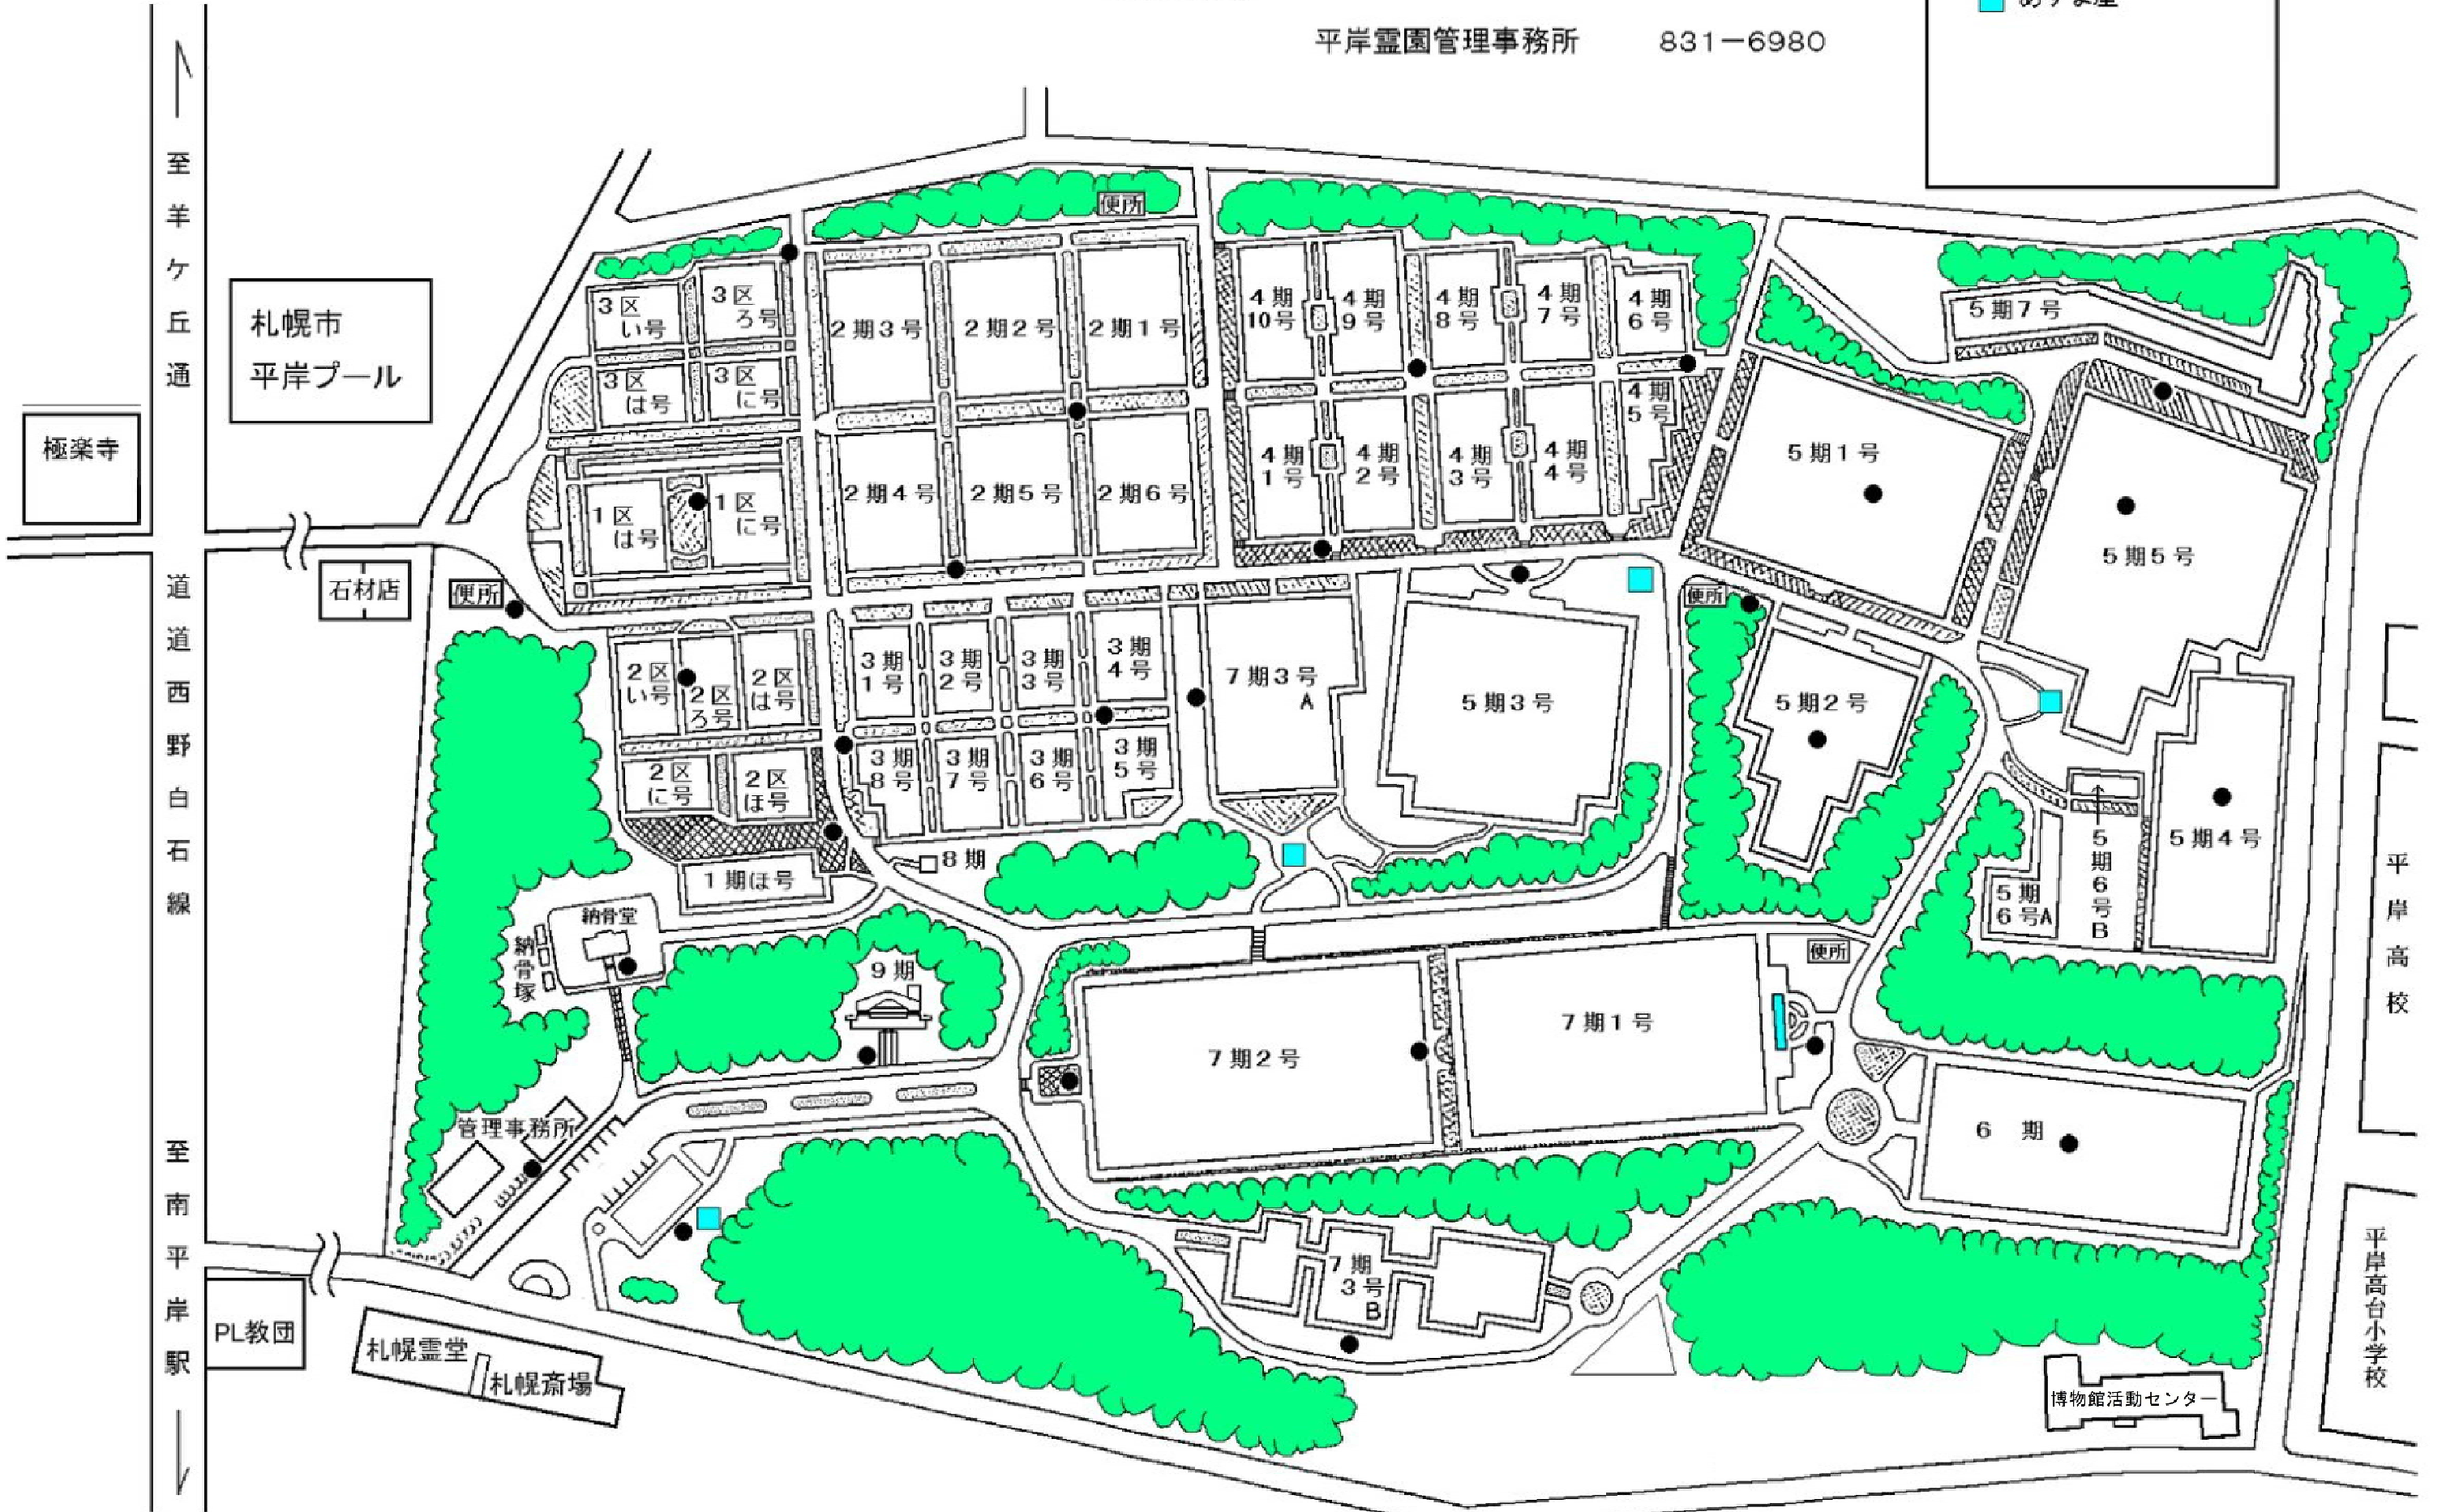 平岸霊園管理事務所　831－6980
至羊ケ丘通
道道西野白石線
至南平岸駅
札幌市
平岸プール
極楽寺
石材店
便所
便所
便所
便所
3区
い号
3区
ろ号
3区
は号
3区
に号
1区
は号
1区
に号
2区
い号
2区
ろ号
2区
は号
2区
に号
2区
ほ号
1期ほ号
2期3号
2期2号
2期1号
2期4号
2期5号
2期6号
4期
10号
4期
9号
4期
8号
4期
7号
4期
6号
4期
1号
4期
2号
4期
3号
4期
4号
4期
5号
5期7号
5期1号
5期5号
3期
1号
3期
2号
3期
3号
3期
4号
3期
8号
3期
7号
3期
6号
3期
5号
7期3号
A
5期3号
5期2号
5期4号
5期6号B
5期
6号A
8期
納骨堂
納骨塚
9期
7期2号
7期1号
6　期
7期
3号
B
管理事務所
PL教団
札幌霊堂
札幌斎場
平岸高校
平岸高台小学校
博物館活動センター